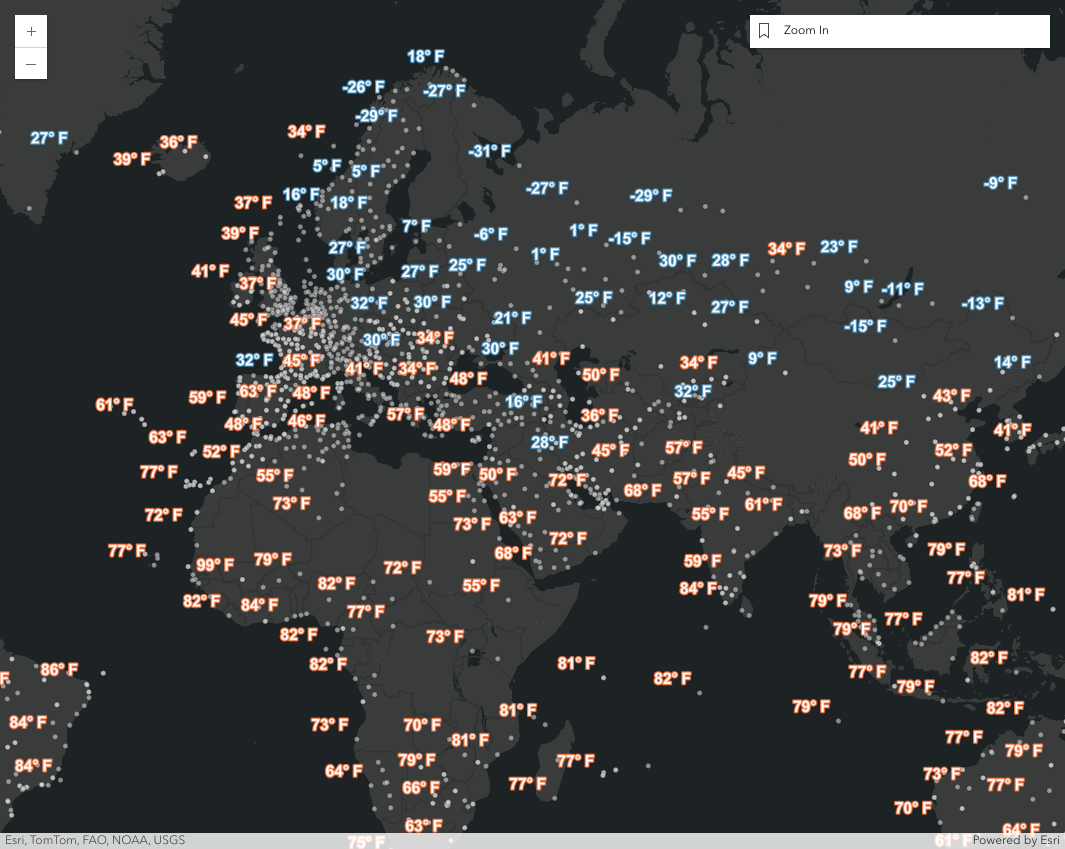 +
Zoom In
−
18° F
-26° F
-27° F
-29° F
34° F
27° F
36° F
39° F
-31° F
5° F
5° F
-27° F
-29° F
-9° F
16° F
37° F
18° F
7° F
39° F
-6° F
1° F
-15° F
27° F
34° F
23° F
1° F
30° F
28° F
41° F
30° F
27° F
25° F
37° F
9° F
-11° F
32° F
30° F
25° F
12° F
27° F
-13° F
45° F
37° F
21° F
-15° F
30° F
34° F
30° F
32° F
45° F
41° F
34° F
9° F
14° F
41° F
34° F
48° F
50° F
25° F
59° F
63° F
48° F
32° F
43° F
61° F
16° F
57° F
36° F
48° F
46° F
48° F
41° F
41° F
63° F
28° F
52° F
45° F
57° F
50° F
52° F
77° F
55° F
59° F
50° F
72° F
57° F
45° F
68° F
73° F
55° F
68° F
61° F
70° F
72° F
73° F
63° F
55° F
68° F
77° F
79° F
68° F
72° F
73° F
79° F
99° F
72° F
59° F
77° F
82° F
55° F
84° F
81° F
82° F
84° F
77° F
79° F
77° F
82° F
73° F
79° F
86° F
82° F
81° F
82° F
F
82° F
77° F
79° F
84° F
73° F
70° F
81° F
79° F
82° F
81° F
77° F
79° F
84° F
64° F
79° F
77° F
73° F
66° F
77° F
77° F
70° F
63° F
64° F
75° F
61° F
Esri, TomTom, FAO, NOAA, USGS
Powered by Esri